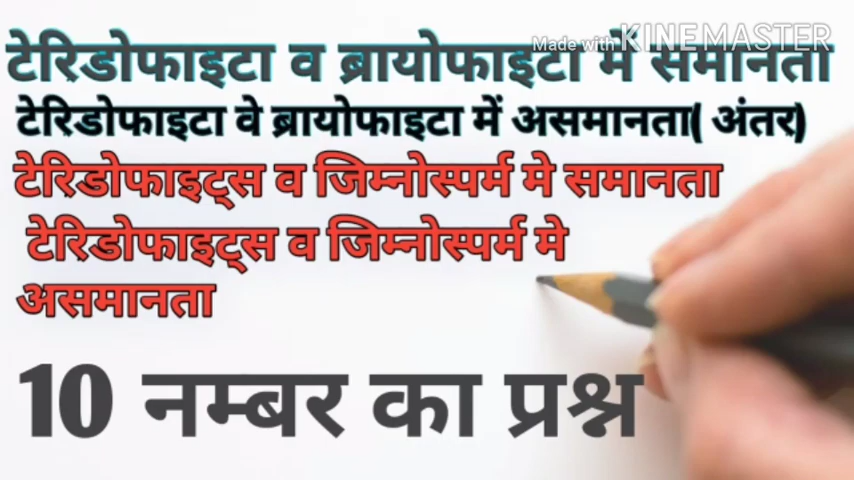 Made with KINEMASTER
टेरिडोफाइटा व ब्रायोफाइटा में समानता
टेरिडोफाइटा वे ब्रायोफाइटा में असमानता( अंतर)
टेरिडोफाइट्स व जिम्नोस्पर्म मे समानता
टेरिडोफाइट्स व जिम्नोस्पर्म मे
असमानता
10 नम्बर का प्रश्न